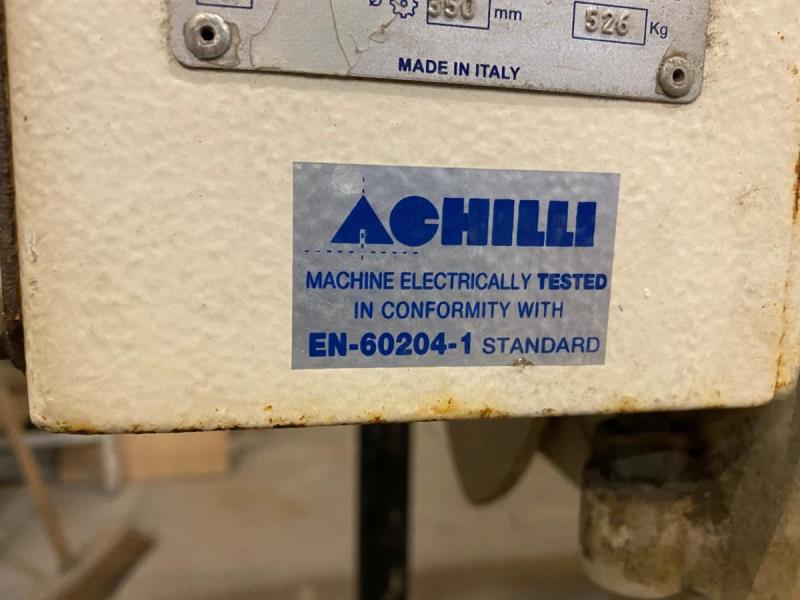 Ø 550 mm
526 Kg
MADE IN ITALY
ACHILLI
MACHINE ELECTRICALLY TESTED
IN CONFORMITY WITH
EN-60204-1 STANDARD